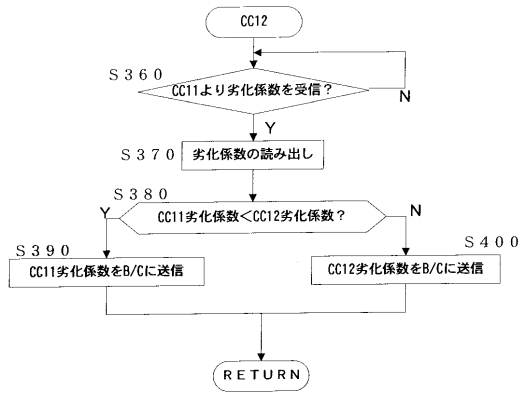 CC12
S360
CC11より劣化係数を受信?
N
Y
S370
劣化係数の読み出し
S380
Y
CC11劣化係数<CC12劣化係数?
N
S390
S400
CC11劣化係数をB/Cに送信
CC12劣化係数をB/Cに送信
RETURN